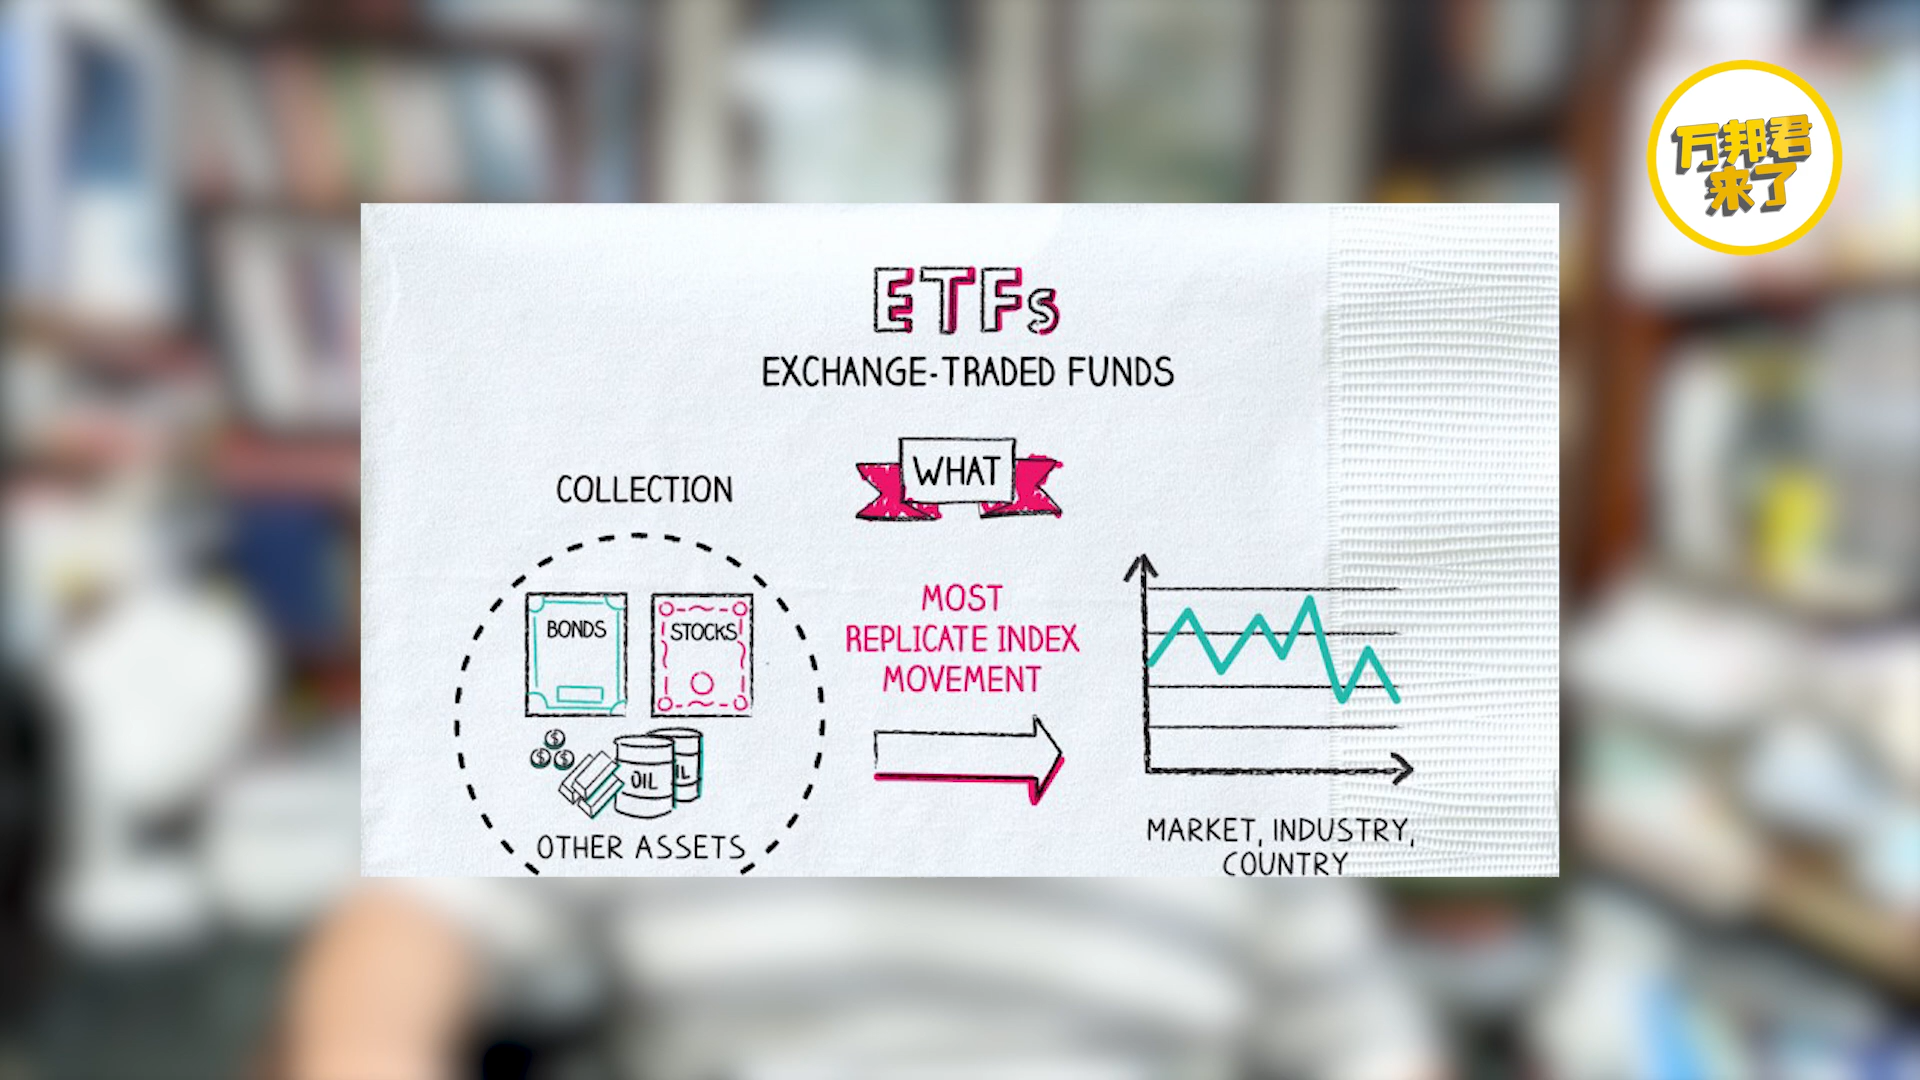 万邦君
来了
ETFs
EXCHANGE-TRADED FUNDS
WHAT
COLLECTION
BONDS
STOCKS
OIL
IL
OTHER ASSETS
MOST
REPLICATE INDEX
MOVEMENT
MARKET, INDUSTRY,
COUNTRY